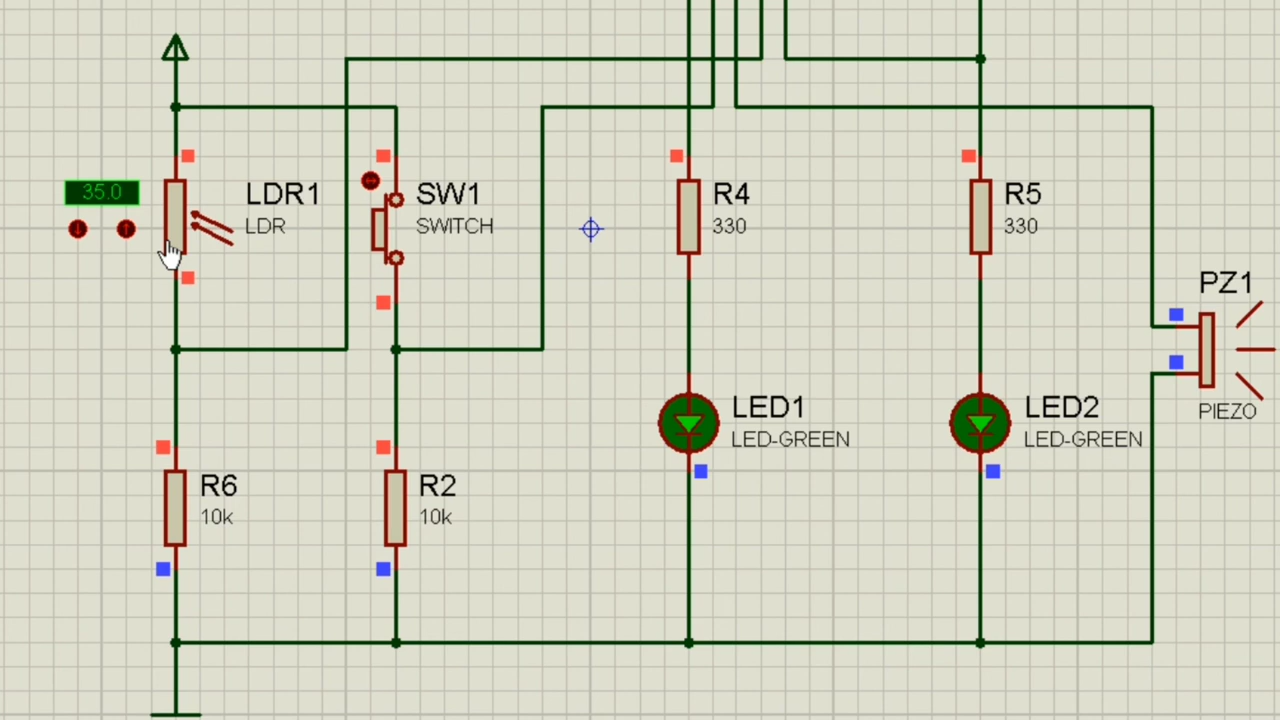 35.0
LDR1
LDR
SW1
SWITCH
R4
330
R5
330
PZ1
PIEZO
LED1
LED-GREEN
LED2
LED-GREEN
R6
10k
R2
10k